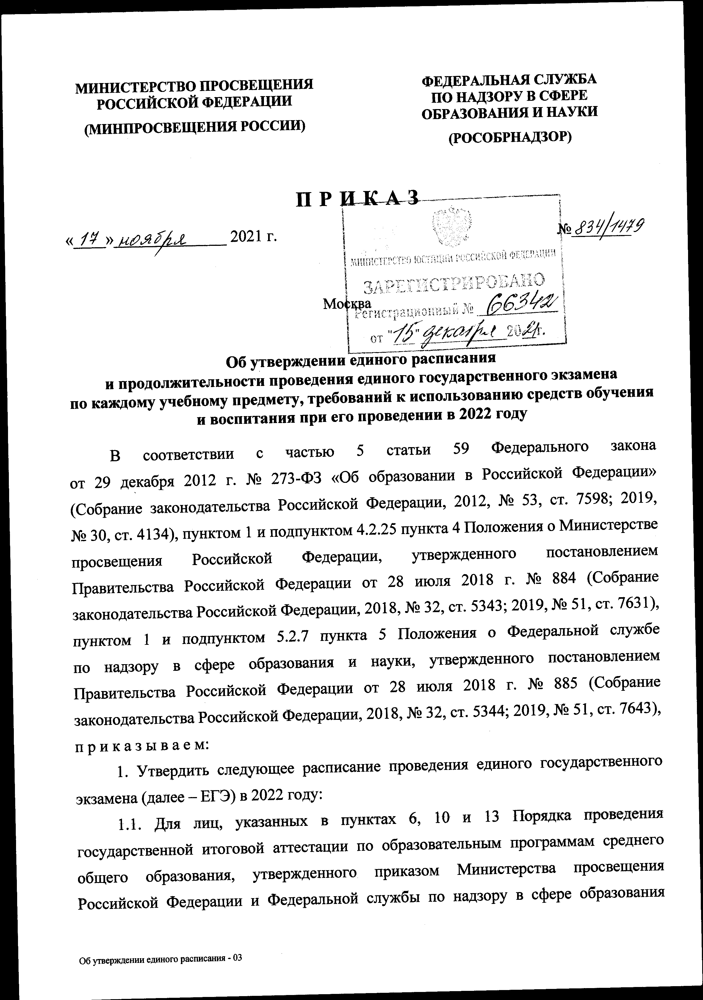 МИНИСТЕРСТВО ПРОСВЕЩЕНИЯ
РОССИЙСКОЙ ФЕДЕРАЦИИ
(МИНПРОСВЕЩЕНИЯ РОССИИ)
ФЕДЕРАЛЬНАЯ СЛУЖБА
ПО НАДЗОРУ В СФЕРЕ
ОБРАЗОВАНИЯ И НАУКИ
(РОСОБРНАДЗОР)
П Р И К А З
«17» ноября 2021 г.
№ 834/1479
МИНИСТЕРСТВО ЮСТИЦИИ РОССИЙСКОЙ ФЕДЕРАЦИИ
ЗАРЕГИСТРИРОВАНО
Москва
Регистрационный № 66342
от "15" декабря 2021г.
Об утверждении единого расписания
и продолжительности проведения единого государственного экзамена
по каждому учебному предмету, требований к использованию средств обучения
и воспитания при его проведении в 2022 году
В соответствии с частью 5 статьи 59 Федерального закона
от 29 декабря 2012 г. № 273-ФЗ «Об образовании в Российской Федерации»
(Собрание законодательства Российской Федерации, 2012, № 53, ст. 7598; 2019,
№ 30, ст. 4134), пунктом 1 и подпунктом 4.2.25 пункта 4 Положения о Министерстве
просвещения Российской Федерации, утвержденного постановлением
Правительства Российской Федерации от 28 июля 2018 г. № 884 (Собрание
законодательства Российской Федерации, 2018, № 32, ст. 5343; 2019, № 51, ст. 7631),
пунктом 1 и подпунктом 5.2.7 пункта 5 Положения о Федеральной службе
по надзору в сфере образования и науки, утвержденного постановлением
Правительства Российской Федерации от 28 июля 2018 г. № 885 (Собрание
законодательства Российской Федерации, 2018, № 32, ст. 5344; 2019, № 51, ст. 7643),
п р и к а з ы в а е м:
1. Утвердить следующее расписание проведения единого государственного
экзамена (далее – ЕГЭ) в 2022 году:
1.1. Для лиц, указанных в пунктах 6, 10 и 13 Порядка проведения
государственной итоговой аттестации по образовательным программам среднего
общего образования, утвержденного приказом Министерства просвещения
Российской Федерации и Федеральной службы по надзору в сфере образования
Об утверждении единого расписания - 03